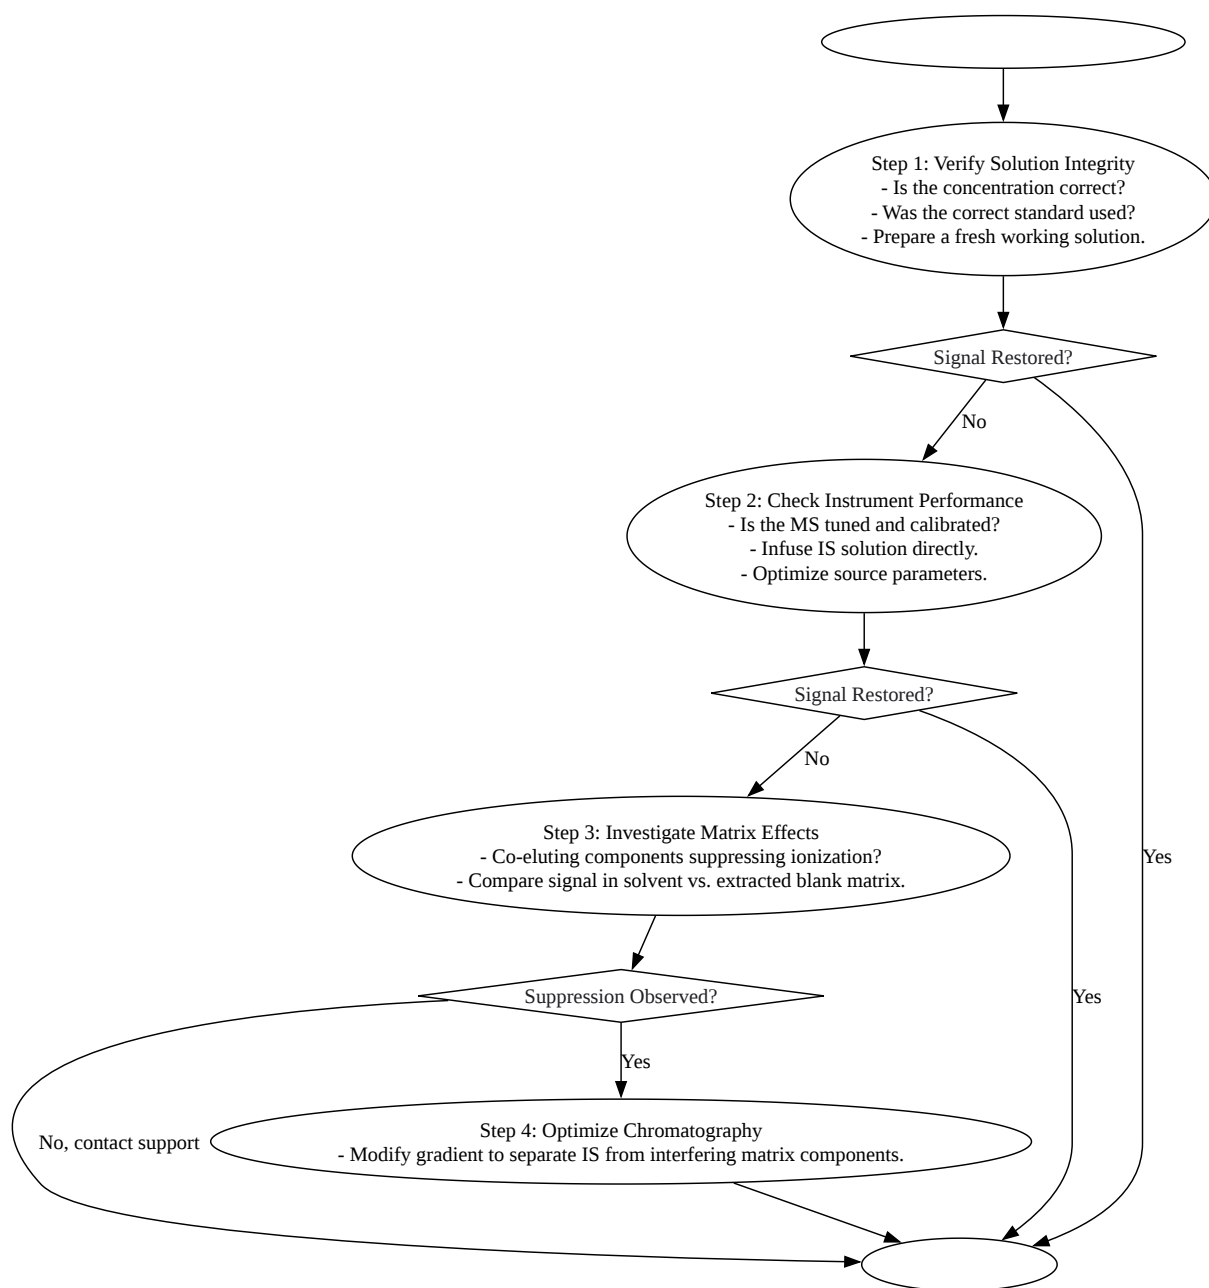 Step 1: Verify Solution Integrity
- Is the concentration correct?
- Was the correct standard used?
- Prepare a fresh working solution.
Signal Restored?
No
Step 2: Check Instrument Performance
- Is the MS tuned and calibrated?
- Infuse IS solution directly.
- Optimize source parameters.
Signal Restored?
No
Step 3: Investigate Matrix Effects
- Co-eluting components suppressing ionization?
- Compare signal in solvent vs. extracted blank matrix.
Yes
Suppression Observed?
Yes
Yes
No, contact support
Step 4: Optimize Chromatography
- Modify gradient to separate IS from interfering matrix components.